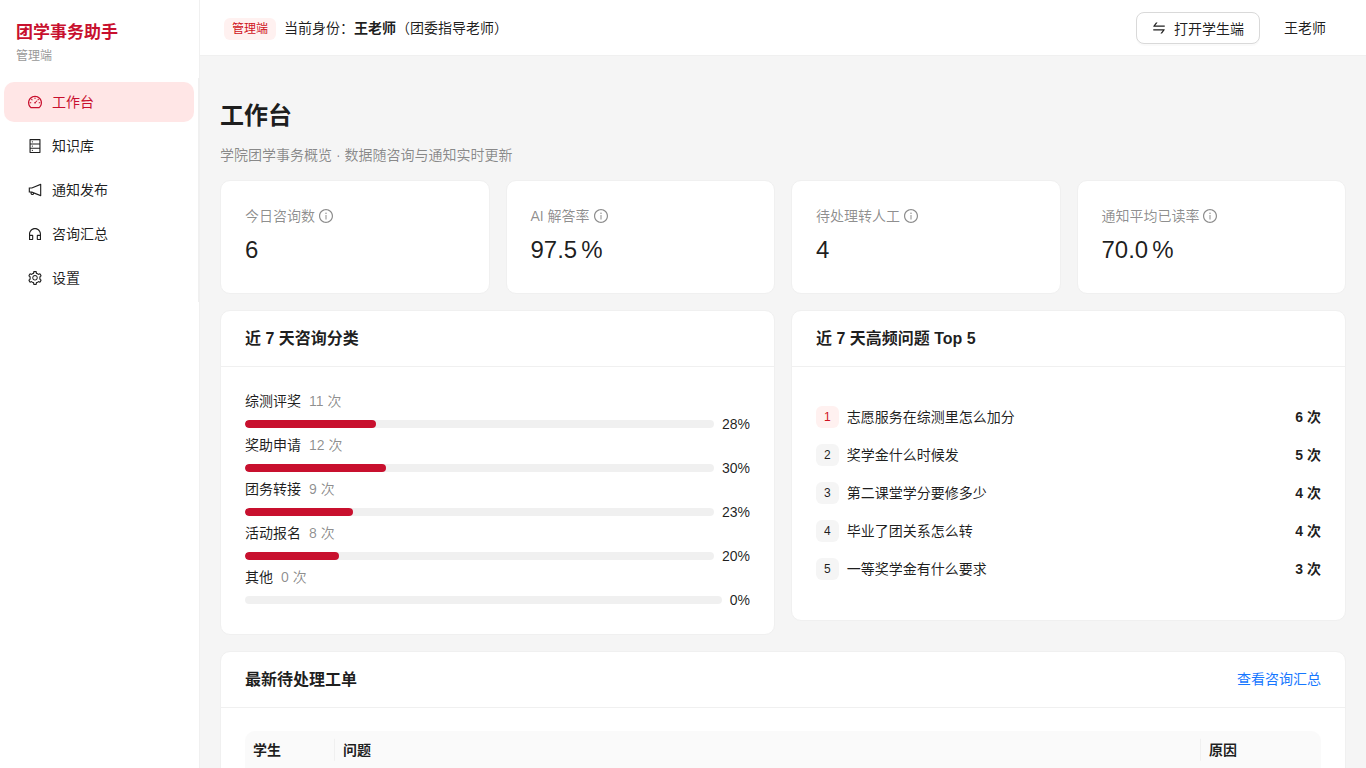 团学事务助手
管理端
工作台
知识库
通知发布
咨询汇总
设置
管理端 当前身份：王老师（团委指导老师）
打开学生端
王老师
工作台
学院团学事务概览 · 数据随咨询与通知实时更新
今日咨询数
6
AI 解答率
97.5 %
待处理转人工
4
通知平均已读率
70.0 %
近 7 天咨询分类
综测评奖 11 次
28%
奖助申请 12 次
30%
团务转接 9 次
23%
活动报名 8 次
20%
其他 0 次
0%
近 7 天高频问题 Top 5
1 志愿服务在综测里怎么加分 6 次
2 奖学金什么时候发 5 次
3 第二课堂学分要修多少 4 次
4 毕业了团关系怎么转 4 次
5 一等奖学金有什么要求 3 次
最新待处理工单
查看咨询汇总
学生 问题 原因